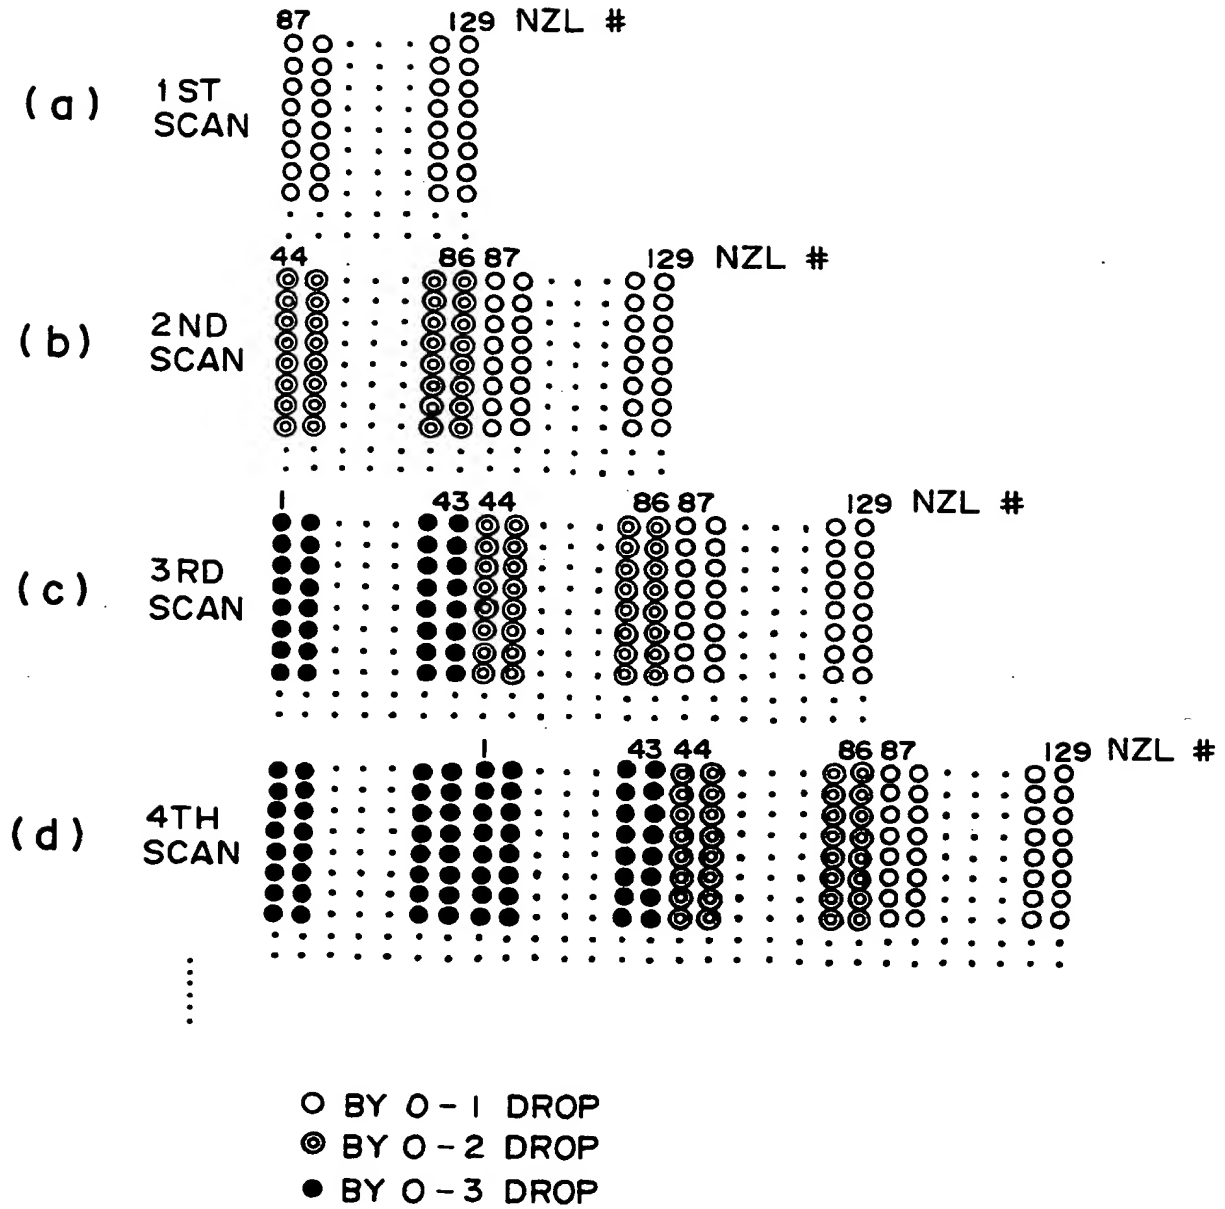 87 129 NZL #
(a) 1ST
SCAN
44 86 87 129 NZL #
(b) 2ND
SCAN
1 43 44 86 87 129 NZL #
(c) 3RD
SCAN
1 43 44 86 87 129 NZL #
(d) 4TH
SCAN
BY 0-1 DROP
BY 0-2 DROP
BY 0-3 DROP